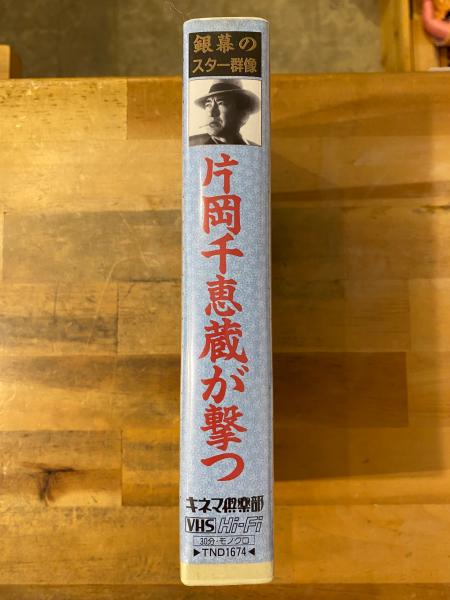 銀幕の
スター群像
片岡千恵蔵が撃つ
キネマ倶楽部
VHS Hi-Fi
30分・モノクロ
▶TND1674◀